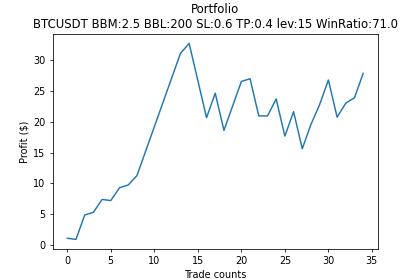 Portfolio
BTCUSDT BBM:2.5 BBL:200 SL:0.6 TP:0.4 lev:15 WinRatio:71.0
Profit ($)
30
25
20
15
10
5
0
0 5 10 15 20 25 30 35
Trade counts